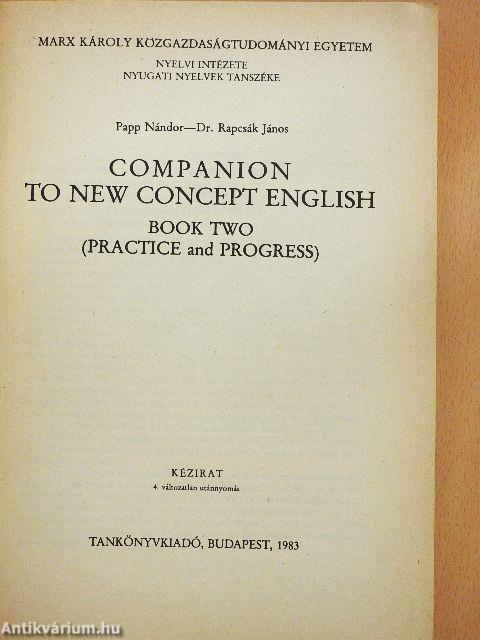 MARX KÁROLY KÖZGAZDASÁGTUDOMÁNYI EGYETEM
NYELVI INTÉZETE
NYUGATI NYELVEK TANSZÉKE
Papp Nándor—Dr. Rapcsák János
COMPANION
TO NEW CONCEPT ENGLISH
BOOK TWO
(PRACTICE and PROGRESS)
KÉZIRAT
4. változatlan utánnyomás
TANKÖNYVKIADÓ, BUDAPEST, 1983
Antikvárium.hu